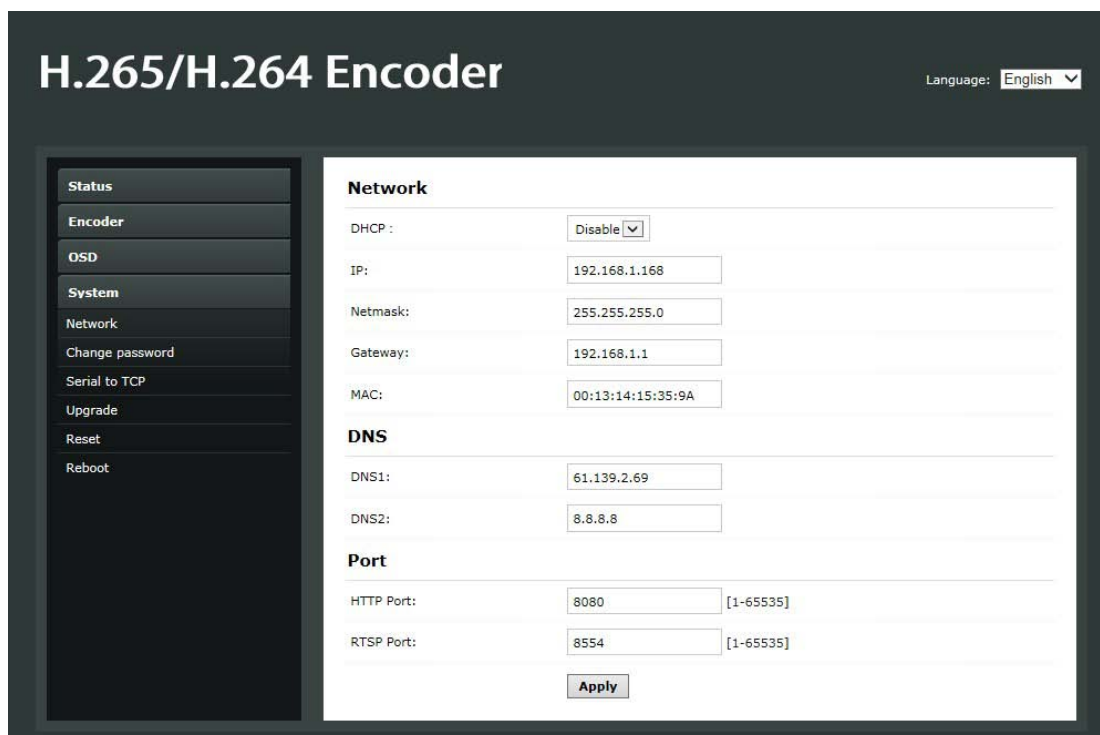 H.265/H.264 Encoder
Language: English
Status
Encoder
OSD
System
Network
Change password
Serial to TCP
Upgrade
Reset
Reboot
Network
DHCP : Disable
IP: 192.168.1.168
Netmask: 255.255.255.0
Gateway: 192.168.1.1
MAC: 00:13:14:15:35:9A
DNS
DNS1: 61.139.2.69
DNS2: 8.8.8.8
Port
HTTP Port: 8080 [1-65535]
RTSP Port: 8554 [1-65535]
Apply